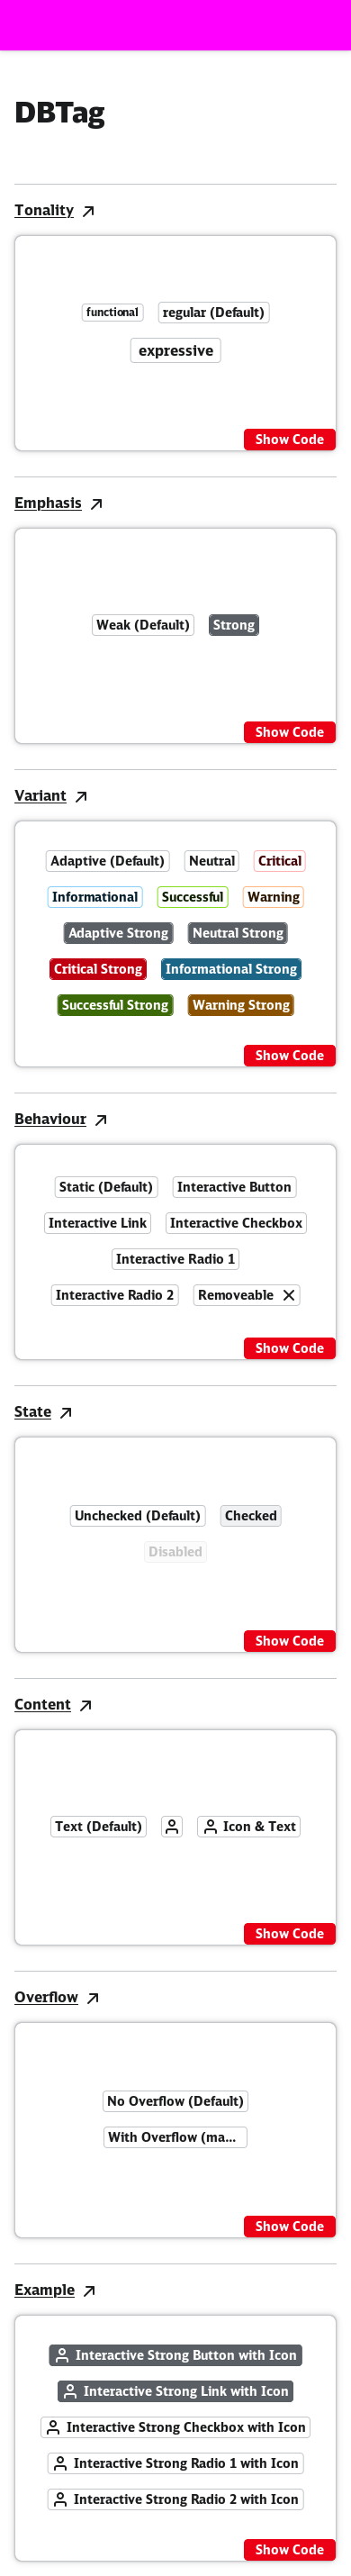 DBTag
Tonality
functional regular (Default)
expressive
Show Code
Emphasis
Weak (Default) Strong
Show Code
Variant
Adaptive (Default) Neutral Critical
Informational Successful Warning
Adaptive Strong Neutral Strong
Critical Strong Informational Strong
Successful Strong Warning Strong
Show Code
Behaviour
Static (Default) Interactive Button
Interactive Link Interactive Checkbox
Interactive Radio 1
Interactive Radio 2 Removeable
Show Code
State
Unchecked (Default) Checked
Disabled
Show Code
Content
Text (Default) Icon & Text
Show Code
Overflow
No Overflow (Default)
With Overflow (ma...
Show Code
Example
Interactive Strong Button with Icon
Interactive Strong Link with Icon
Interactive Strong Checkbox with Icon
Interactive Strong Radio 1 with Icon
Interactive Strong Radio 2 with Icon
Show Code